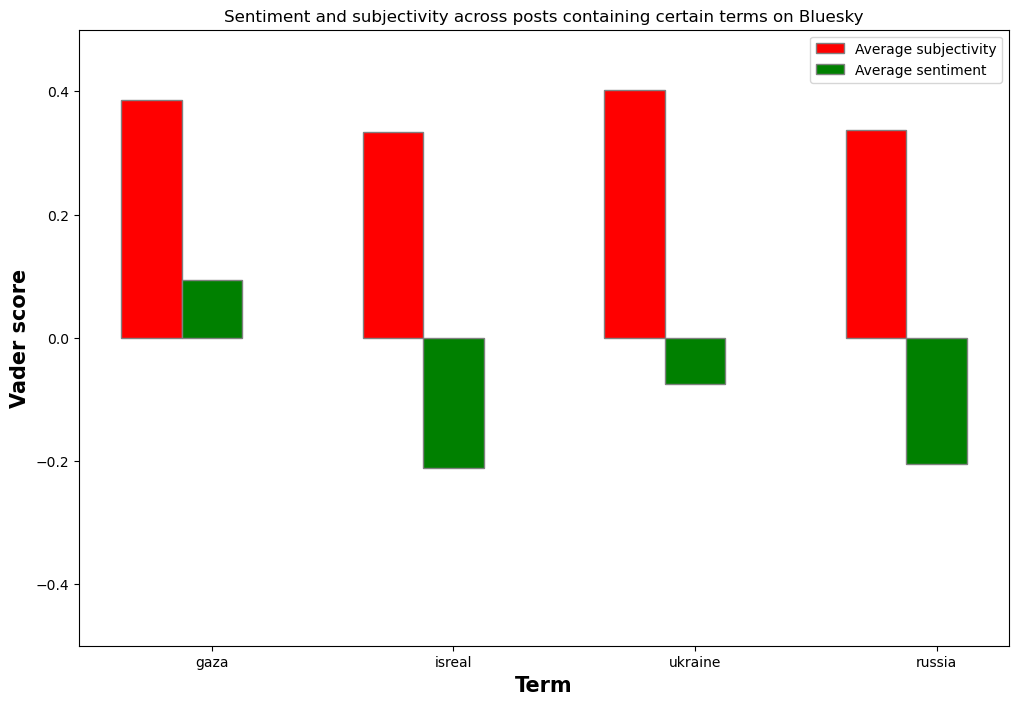 Sentiment and subjectivity across posts containing certain terms on Bluesky
Average subjectivity
Average sentiment
0.4
0.2
0.0
−0.2
−0.4
Vader score
gaza isreal ukraine russia
Term